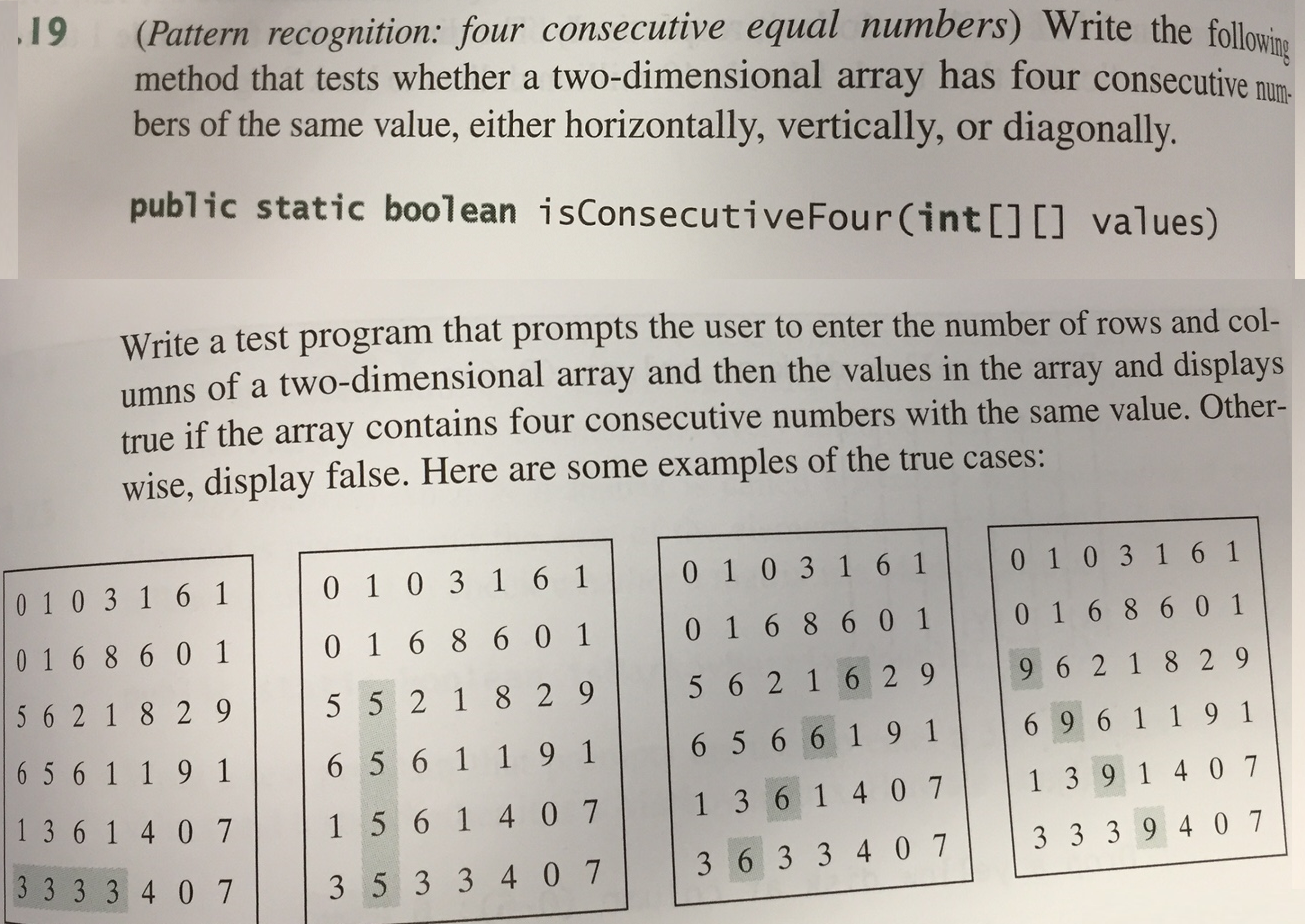 .19 (Pattern recognition: four consecutive equal numbers) Write the following
method that tests whether a two-dimensional array has four consecutive num-
bers of the same value, either horizontally, vertically, or diagonally.
public static boolean isConsecutiveFour(int[][] values)
Write a test program that prompts the user to enter the number of rows and col-
umns of a two-dimensional array and then the values in the array and displays
true if the array contains four consecutive numbers with the same value. Other-
wise, display false. Here are some examples of the true cases:
0 1 0 3 1 6 1
0 1 6 8 6 0 1
5 6 2 1 8 2 9
6 5 6 1 1 9 1
1 3 6 1 4 0 7
3 3 3 3 4 0 7
0 1 0 3 1 6 1
0 1 6 8 6 0 1
5 5 2 1 8 2 9
6 5 6 1 1 9 1
1 5 6 1 4 0 7
3 5 3 3 4 0 7
0 1 0 3 1 6 1
0 1 6 8 6 0 1
5 6 2 1 6 2 9
6 5 6 6 1 9 1
1 3 6 1 4 0 7
3 6 3 3 4 0 7
0 1 0 3 1 6 1
0 1 6 8 6 0 1
9 6 2 1 8 2 9
6 9 6 1 1 9 1
1 3 9 1 4 0 7
3 3 3 9 4 0 7